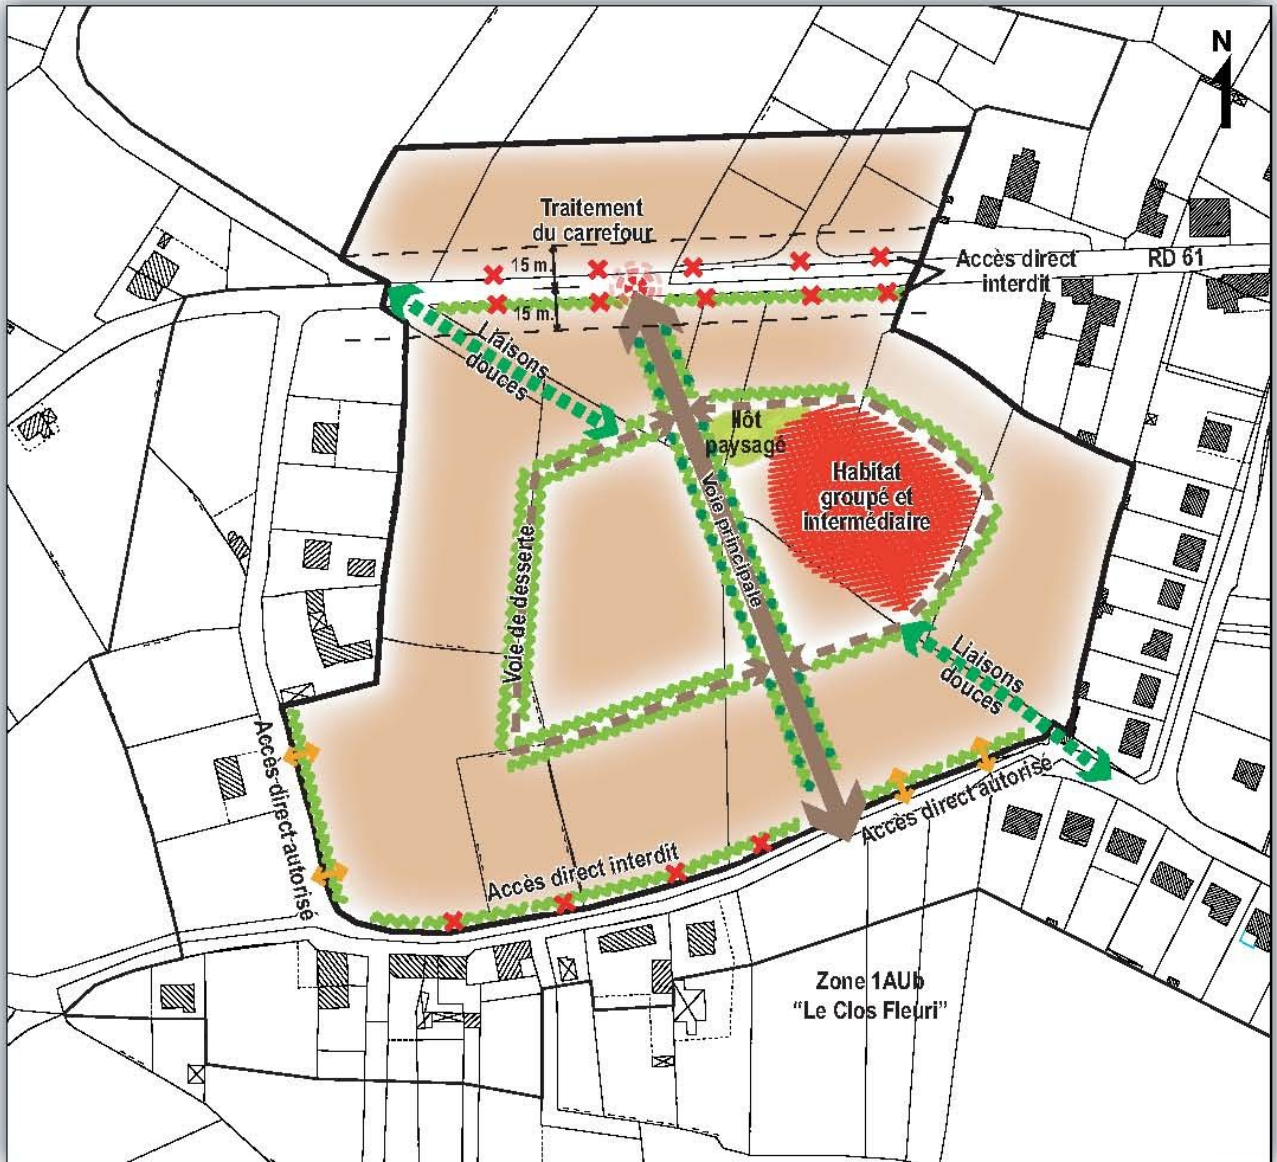 N
Traitement
du carrefour
15 m.
Accès direct
interdit
RD 61
15 m.
Liaisons
douces
Ilôt
paysagé
Habitat
groupé et
intermédiaire
Voie principale
Voie de desserte
Liaisons
douces
Accès direct autorisé
Accès direct autorisé
Accès direct interdit
Zone 1AUb
“Le Clos Fleuri”